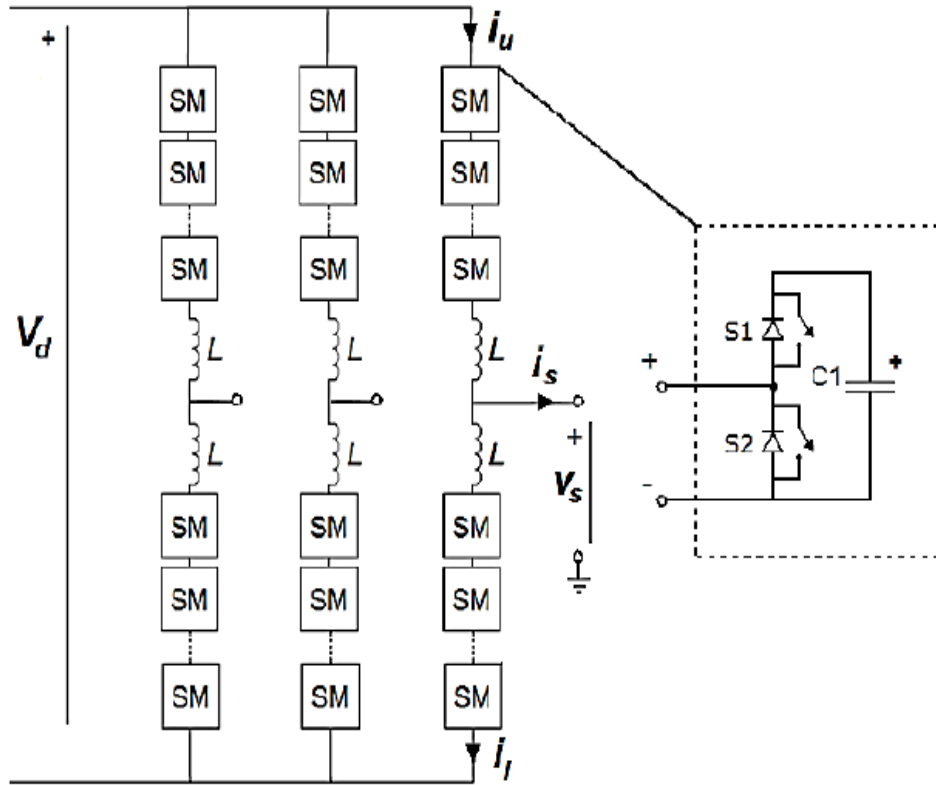 + i_u
SM SM SM
SM SM SM
SM SM SM
V_d L L L
i_s
+
L L L
V_s
SM SM SM
SM SM SM
SM SM SM
i_l
S1
+ C1 +
S2
-